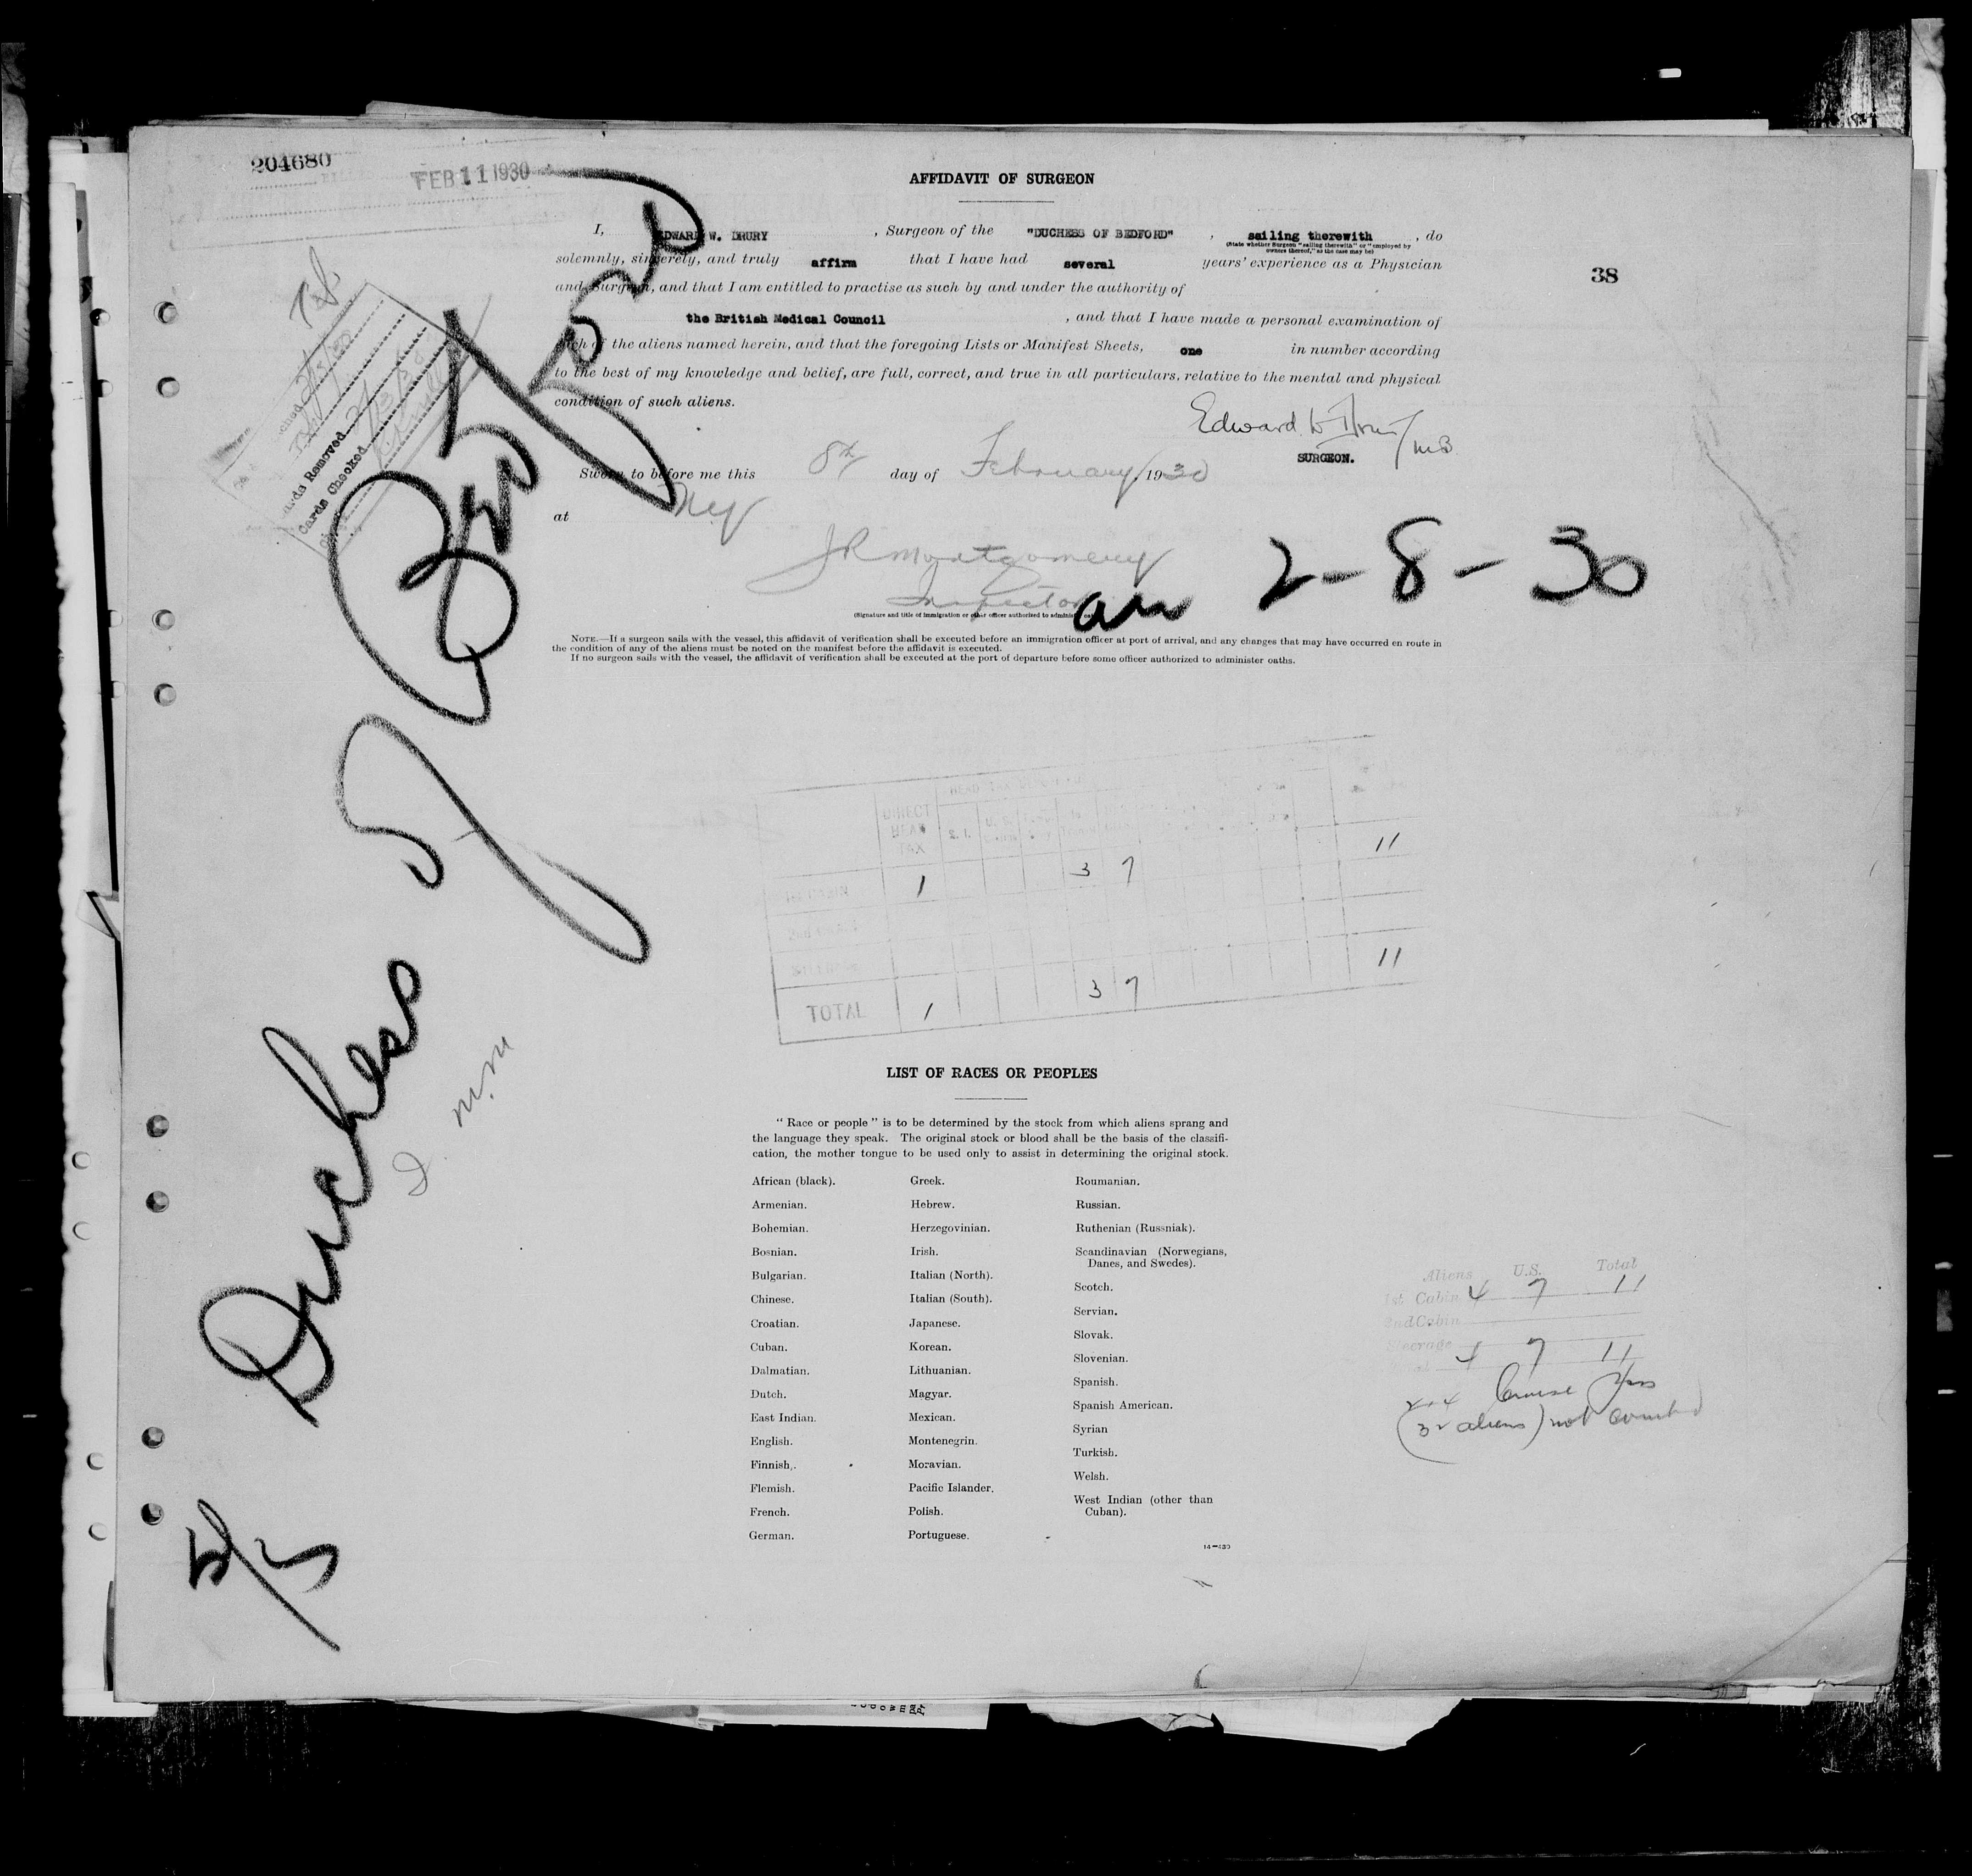 204680
FEB 11 1930
AFFIDAVIT OF SURGEON
I, EDWARD W. DRURY, Surgeon of the "DUCHESS OF BEDFORD", sailing therewith, do
(State whether Surgeon "sailing therewith" or "employed by
owners thereof," as the case may be)
solemnly, sincerely, and truly affirm that I have had several years' experience as a Physician
and Surgeon, and that I am entitled to practise as such by and under the authority of
38
the British Medical Council, and that I have made a personal examination of
each of the aliens named herein, and that the foregoing Lists or Manifest Sheets, one in number according
to the best of my knowledge and belief, are full, correct, and true in all particulars, relative to the mental and physical
condition of such aliens.
Edward W Drury MB
SURGEON.
Sworn to before me this 8th day of February, 1930
at NY
JR Montgomery
Inspector
(Signature and title of immigration or other officer authorized to administer oaths)
2-8-30
Cards Removed
Cards Checked
Duchess of Bedford
NOTE.—If a surgeon sails with the vessel, this affidavit of verification shall be executed before an immigration officer at port of arrival, and any changes that may have occurred en route in
the condition of any of the aliens must be noted on the manifest before the affidavit is executed.
If no surgeon sails with the vessel, the affidavit of verification shall be executed at the port of departure before some officer authorized to administer oaths.
DIRECT
HEAD
TAX
1 3 7 11
TOTAL 1 3 7 11
LIST OF RACES OR PEOPLES
"Race or people" is to be determined by the stock from which aliens sprang and
the language they speak. The original stock or blood shall be the basis of the classifi-
cation, the mother tongue to be used only to assist in determining the original stock.
African (black).
Armenian.
Bohemian.
Bosnian.
Bulgarian.
Chinese.
Croatian.
Cuban.
Dalmatian.
Dutch.
East Indian.
English.
Finnish.
Flemish.
French.
German.
Greek.
Hebrew.
Herzegovinian.
Irish.
Italian (North).
Italian (South).
Japanese.
Korean.
Lithuanian.
Magyar.
Mexican.
Montenegrin.
Moravian.
Pacific Islander.
Polish.
Portuguese.
Roumanian.
Russian.
Ruthenian (Russniak).
Scandinavian (Norwegians,
Danes, and Swedes).
Scotch.
Servian.
Slovak.
Slovenian.
Spanish.
Spanish American.
Syrian
Turkish.
Welsh.
West Indian (other than
Cuban).
14—430
Aliens U.S. Total
1st Cabin 4 7 11
2nd Cabin
Steerage
4 7 11
Cruise
(32 aliens) not counted